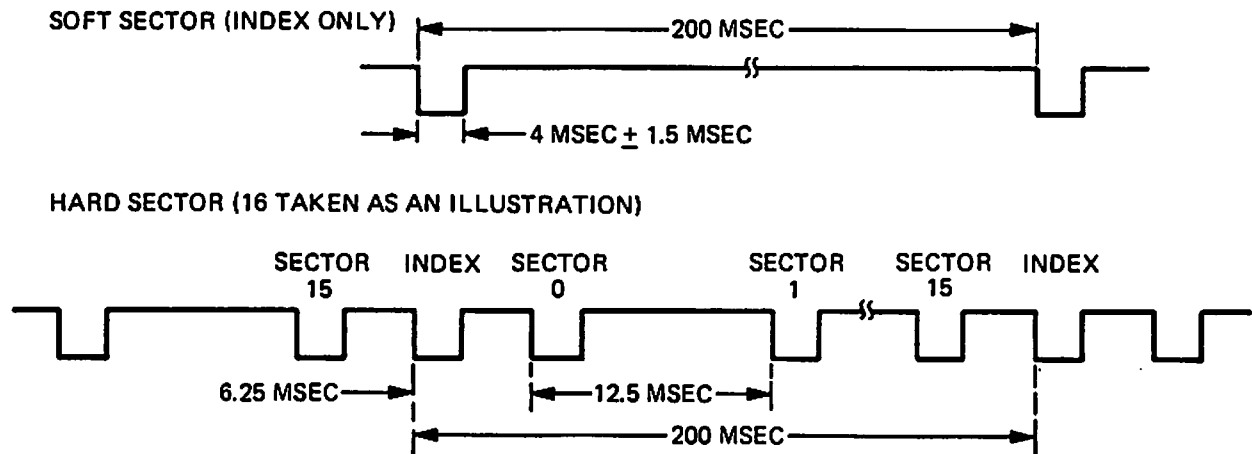 SOFT SECTOR (INDEX ONLY)
200 MSEC
4 MSEC ± 1.5 MSEC
HARD SECTOR (16 TAKEN AS AN ILLUSTRATION)
SECTOR 15
INDEX
SECTOR 0
SECTOR 1
SECTOR 15
INDEX
6.25 MSEC
12.5 MSEC
200 MSEC